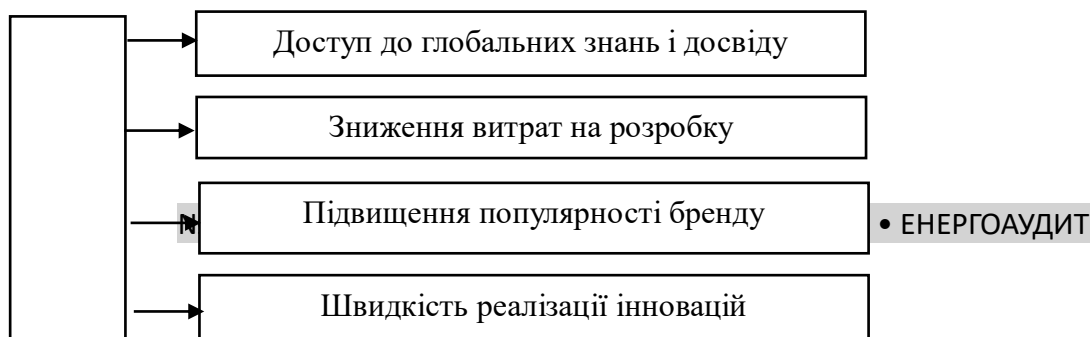 Доступ до глобальних знань і досвіду
Зниження витрат на розробку
Підвищення популярності бренду
• ЕНЕРГОАУДИТ
Швидкість реалізації інновацій